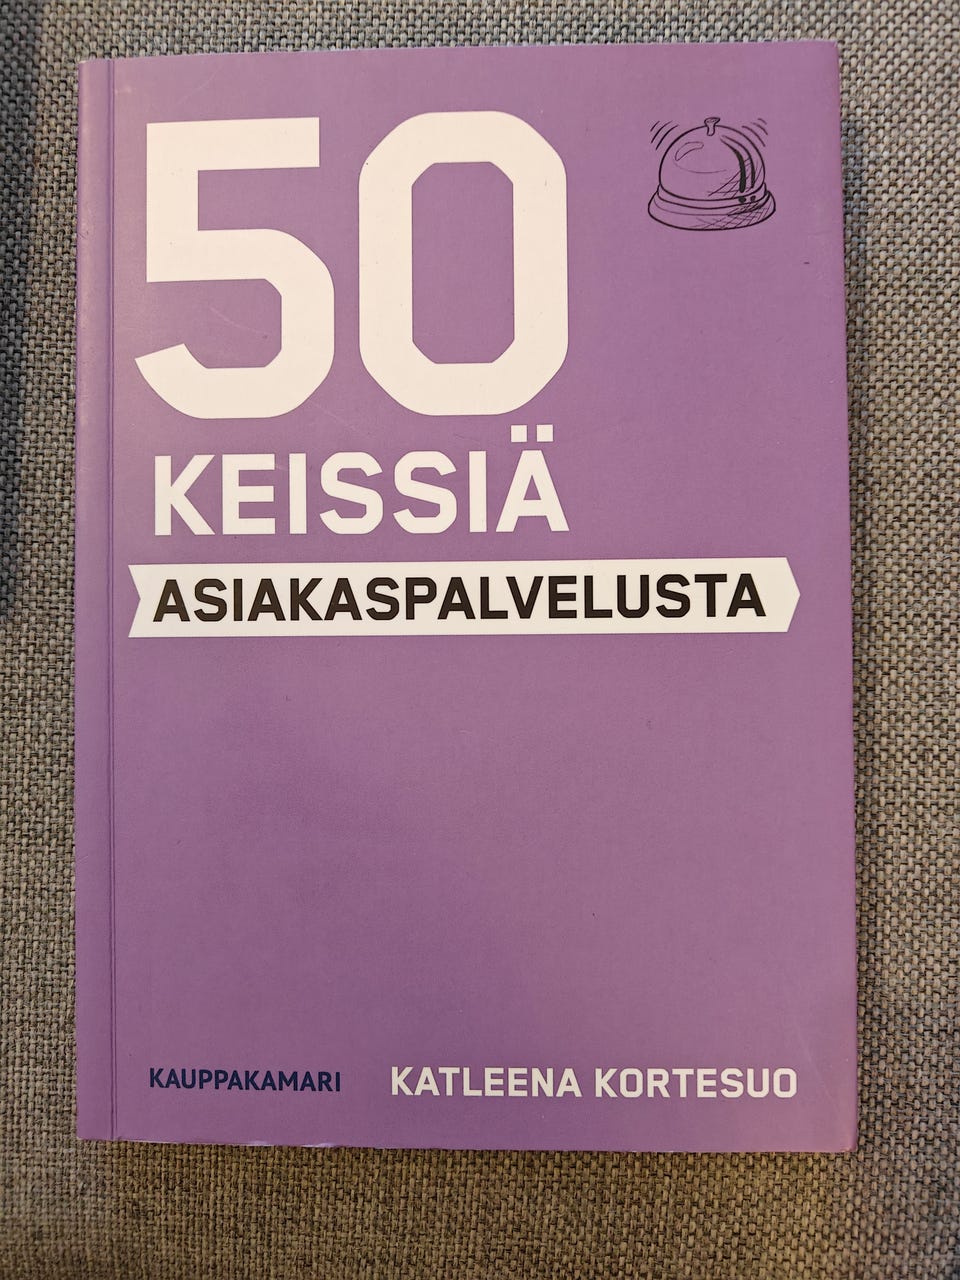 50
KEISSIÄ
ASIAKASPALVELUSTA
KAUPPAKAMARI
KATLEENA KORTESUO